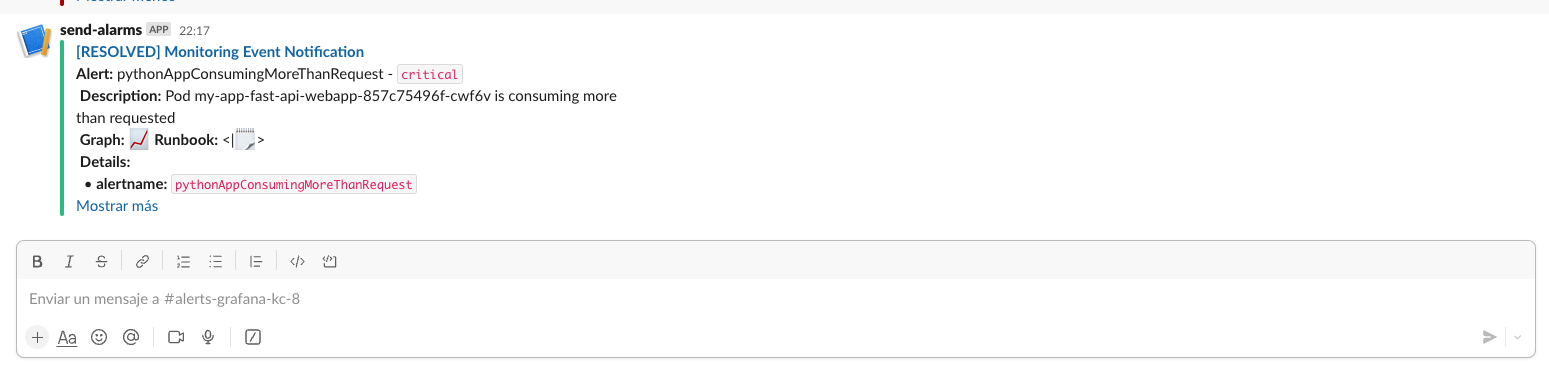 send-alarms APP 22:17
[RESOLVED] Monitoring Event Notification
Alert: pythonAppConsumingMoreThanRequest - critical
Description: Pod my-app-fast-api-webapp-857c75496f-cwf6v is consuming more
than requested
Graph: 📈 Runbook: <|🗒️>
Details:
• alertname: pythonAppConsumingMoreThanRequest
Mostrar más
B I S
Enviar un mensaje a #alerts-grafana-kc-8
+ Aa @